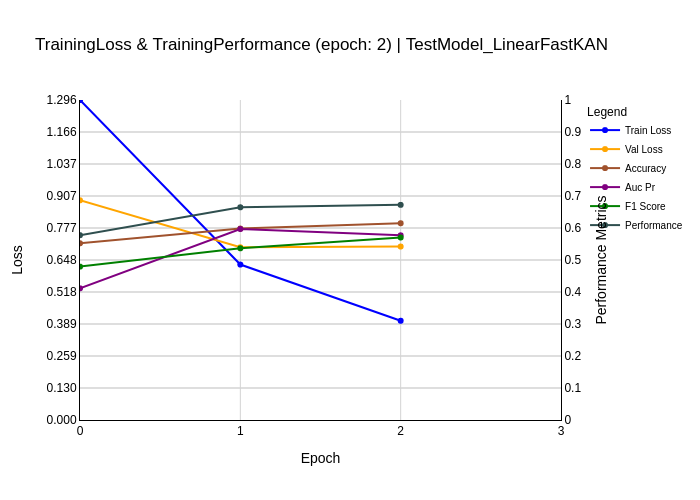 TrainingLoss & TrainingPerformance (epoch: 2) | TestModel_LinearFastKAN
1.296
1.166
1.037
0.907
0.777
0.648
0.518
0.389
0.259
0.130
0.000
Loss
0
1
2
3
Epoch
1
0.9
0.8
0.7
0.6
0.5
0.4
0.3
0.2
0.1
0
Performance Metrics
Legend
Train Loss
Val Loss
Accuracy
Auc Pr
F1 Score
Performance